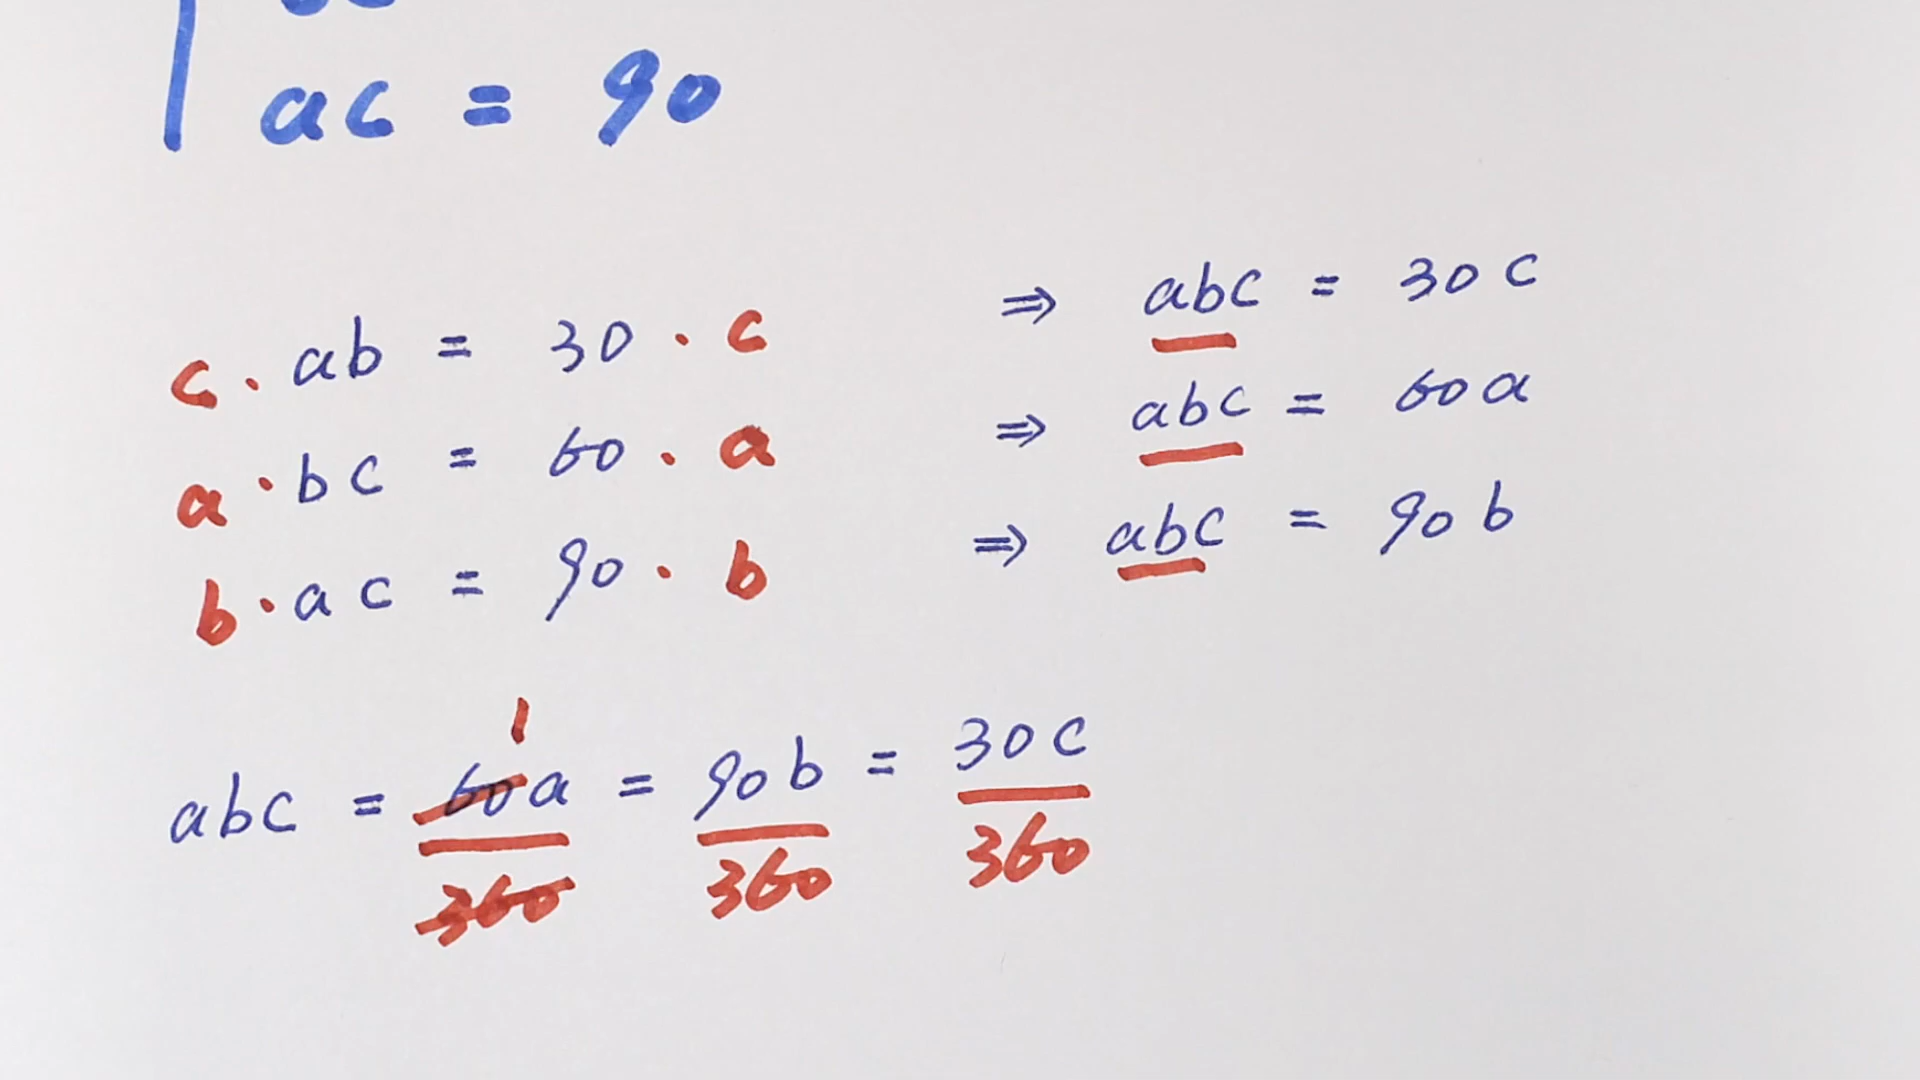 ac = 90
c · ab = 30 · c ⇒ abc = 30c
a · bc = 60 · a ⇒ abc = 60a
b · ac = 90 · b ⇒ abc = 90b
1
abc = 60a = 90b = 30c
360 360 360